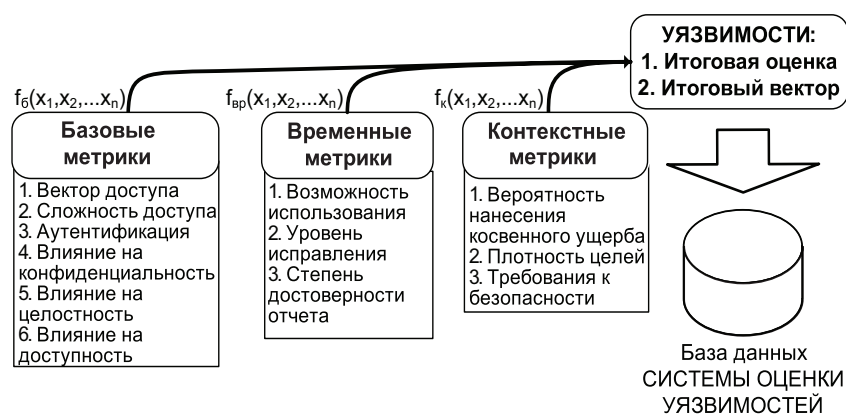 УЯЗВИМОСТИ:
1. Итоговая оценка
2. Итоговый вектор
fб(x1,x2,...xn)
Базовые
метрики
1. Вектор доступа
2. Сложность доступа
3. Аутентификация
4. Влияние на
конфиденциальность
5. Влияние на
целостность
6. Влияние на
доступность
fвр(x1,x2,...xn)
Временные
метрики
1. Возможность
использования
2. Уровень
исправления
3. Степень
достоверности
отчета
fк(x1,x2,...xn)
Контекстные
метрики
1. Вероятность
нанесения
косвенного ущерба
2. Плотность целей
3. Требования к
безопасности
База данных
СИСТЕМЫ ОЦЕНКИ
УЯЗВИМОСТЕЙ